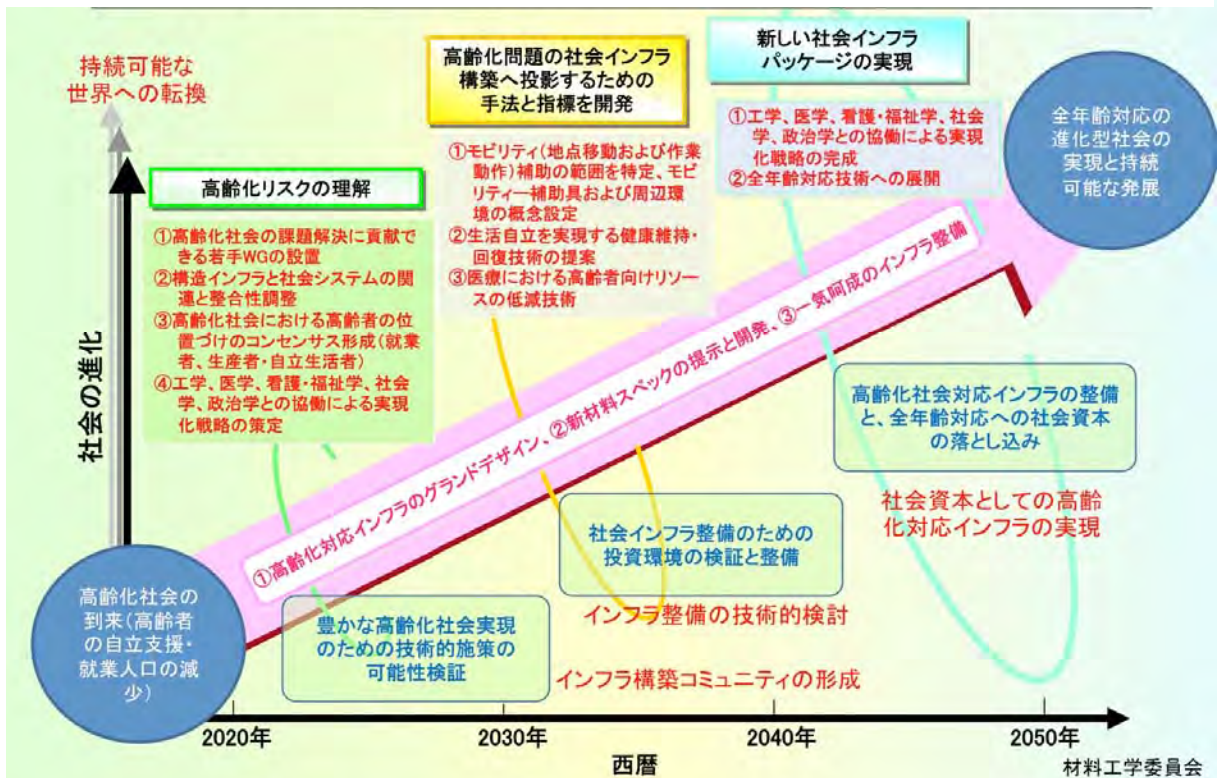 持続可能な
世界への転換
社会の進化
高齢化リスクの理解
①高齢化社会の課題解決に貢献で
きる若手WGの設置
②構造インフラと社会システムの関
連と整合性調整
③高齢化社会における高齢者の位
置づけのコンセンサス形成(就業
者、生産者・自立生活者)
④工学、医学、看護・福祉学、社会
学、政治学との協働による実現
化戦略の策定
高齢化問題の社会インフラ
構築へ投影するための
手法と指標を開発
①モビリティ(地点移動および作業
動作)補助の範囲を特定、モビ
リティー補助具および周辺環
境の概念設定
②生活自立を実現する健康維持・
回復技術の提案
③医療における高齢者向けリソー
スの低減技術
新しい社会インフラ
パッケージの実現
①工学、医学、看護・福祉学、社会
学、政治学との協働による実現
化戦略の完成
②全年齢対応技術への展開
全年齢対応の
進化型社会の
実現と持続
可能な発展
①高齢化対応インフラのグランドデザイン、②新材料スペックの提示と開発、③一気呵成のインフラ整備
高齢化社会の
到来(高齢者
の自立支援・
就業人口の減
少)
豊かな高齢化社会実現
のための技術的施策の
可能性検証
社会インフラ整備のための
投資環境の検証と整備
インフラ整備の技術的検討
インフラ構築コミュニティの形成
高齢化社会対応インフラの整備
と、全年齢対応への社会資本
の落とし込み
社会資本としての高齢
化対応インフラの実現
2020年
2030年
2040年
2050年
西暦
材料工学委員会